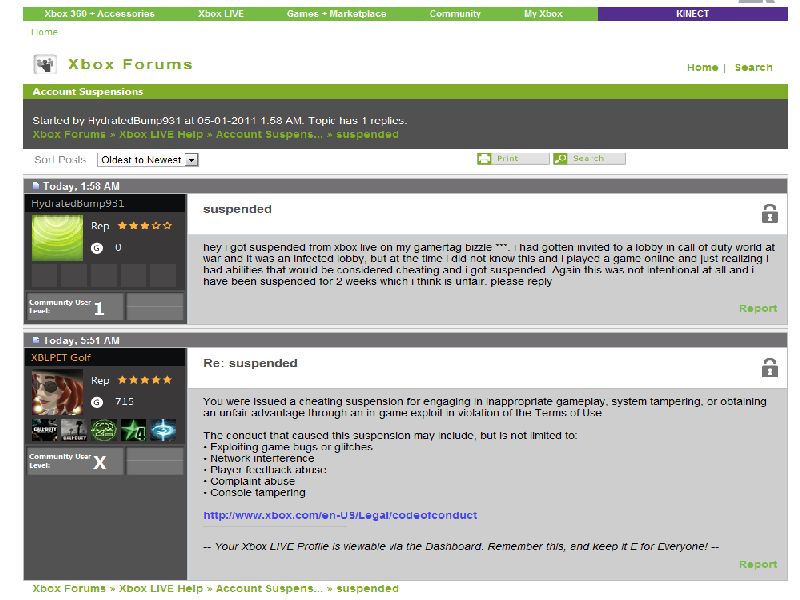 Xbox 360 + Accessories Xbox LIVE Games + Marketplace Community My Xbox KINECT
Home
Xbox Forums
Home | Search
Account Suspensions
Started by HydratedBump931 at 05-01-2011 1:58 AM. Topic has 1 replies.
Xbox Forums » Xbox LIVE Help » Account Suspens... » suspended
Sort Posts: Oldest to Newest Print Search
Today, 1:58 AM
HydratedBump931
suspended
Rep
G 0
hey i got suspended from xbox live on my gamertag bizzle ***. i had gotten invited to a lobby in call of duty world at
war and it was an infected lobby, but at the time i did not know this and i played a game online and just realizing i
had abilities that would be considered cheating and i got suspended. Again this was not intentional at all and i
have been suspended for 2 weeks which i think is unfair. please reply
Community User Level: 1
Report
Today, 5:51 AM
XBLPET Golf
Re: suspended
Rep
G 715
You were issued a cheating suspension for engaging in inappropriate gameplay, system tampering, or obtaining
an unfair advantage through an in-game exploit in violation of the Terms of Use.
The conduct that caused this suspension may include, but is not limited to:
• Exploiting game bugs or glitches
• Network interference
• Player feedback abuse
• Complaint abuse
• Console tampering
Community User Level: X
http://www.xbox.com/en-US/Legal/codeofconduct
-- Your Xbox LIVE Profile is viewable via the Dashboard. Remember this, and keep it E for Everyone! --
Report
Xbox Forums » Xbox LIVE Help » Account Suspens... » suspended